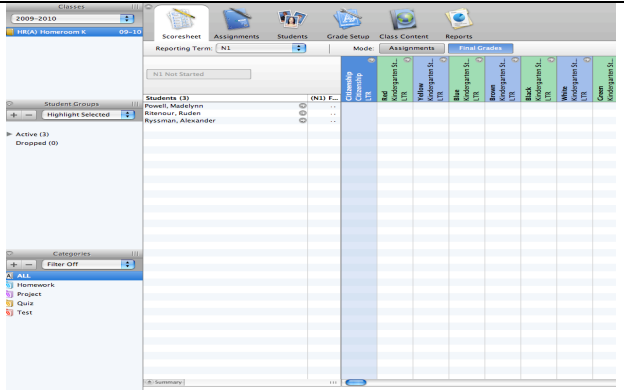 Classes
2009-2010
HR(A) Homeroom K 09-10
Scoresheet Assignments Students Grade Setup Class Content Reports
Reporting Term: N1 Mode: Assignments Final Grades
N1 Not Started
Students (3) (N1) F...
Powell, Madelynn ..
Ritenour, Ruden ..
Ryssman, Alexander ..
Citizenship
Citizenship
LTR
Red
Kindergarten St...
LTR
Yellow
Kindergarten St...
LTR
Blue
Kindergarten St...
LTR
Brown
Kindergarten St...
LTR
Black
Kindergarten St...
LTR
White
Kindergarten St...
LTR
Green
Kindergarten St...
LTR
Student Groups
+ − Highlight Selected
Active (3)
Dropped (0)
Categories
+ − Filter Off
ALL
Homework
Project
Quiz
Test
Summary